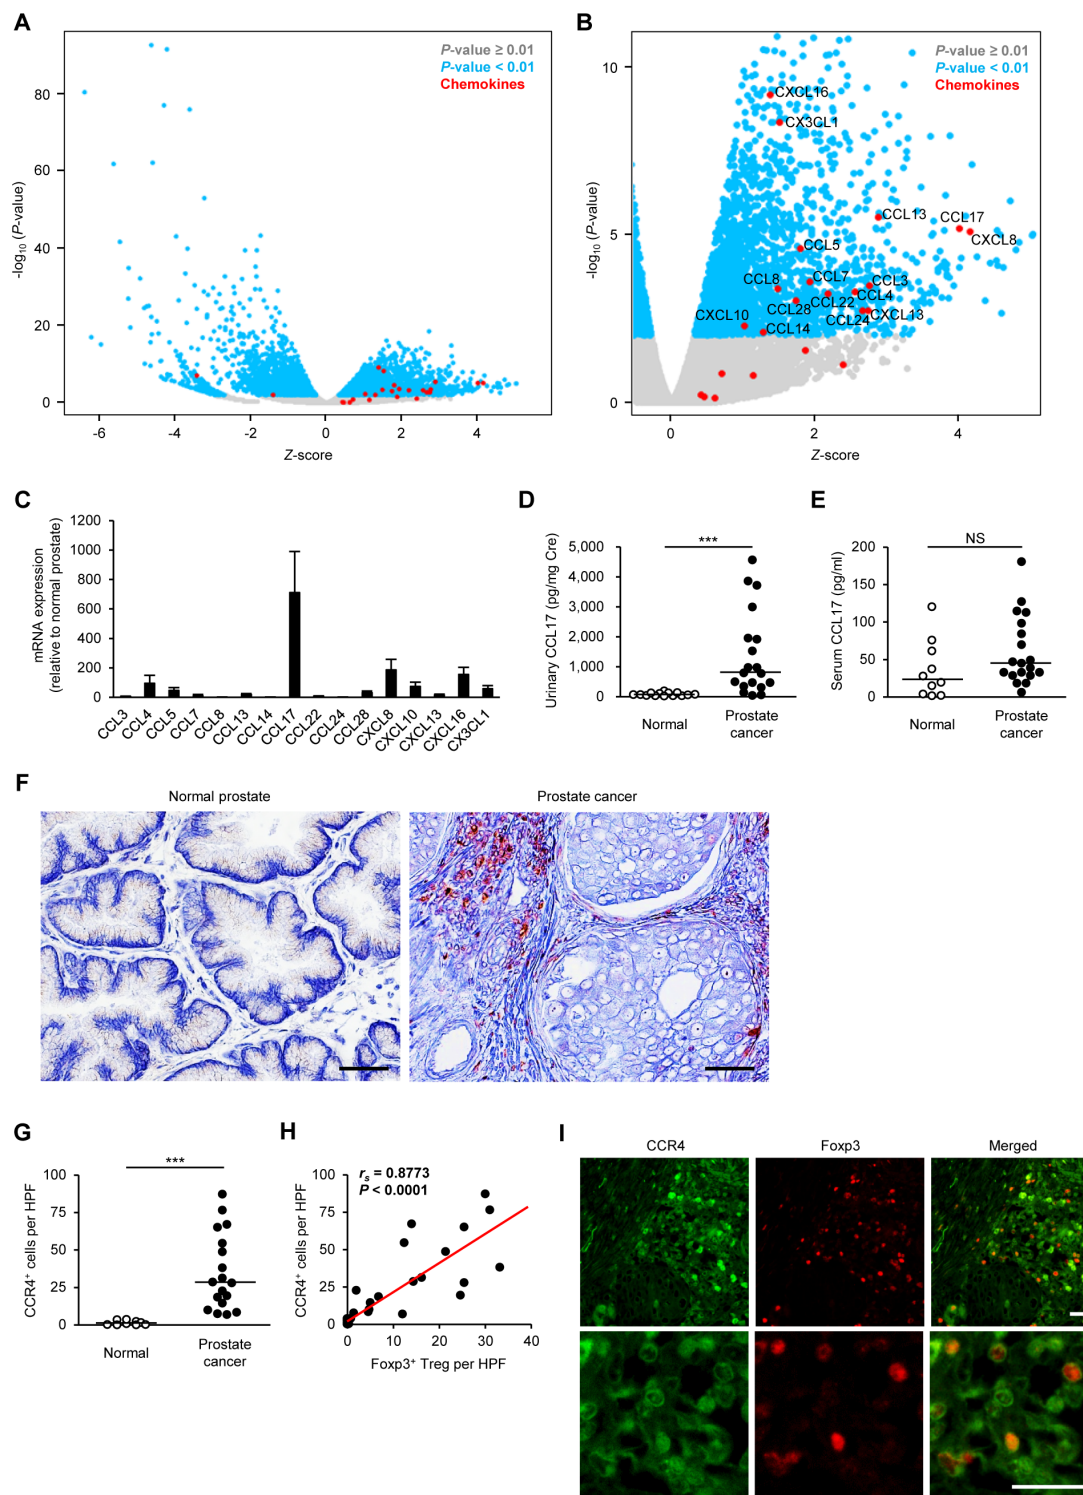 A
P-value ≥ 0.01
P-value < 0.01
Chemokines
80
60
40
20
0
-log10 (P-value)
-6
-4
-2
0
2
4
Z-score
B
P-value ≥ 0.01
P-value < 0.01
Chemokines
10
5
0
-log10 (P-value)
CXCL16
CX3CL1
CCL13
CCL17
CXCL8
CCL5
CCL7
CCL3
CCL8
CCL4
CCL22
CCL28
CXCL13
CCL24
CXCL10
CCL14
0
2
4
Z-score
C
mRNA expression
(relative to normal prostate)
1200
1000
800
600
400
200
0
CCL3
CCL4
CCL5
CCL7
CCL8
CCL13
CCL14
CCL17
CCL22
CCL24
CCL28
CXCL8
CXCL10
CXCL13
CXCL16
CX3CL1
D
Urinary CCL17 (pg/mg Cre)
5,000
4,000
3,000
2,000
1,000
0
***
Normal
Prostate
cancer
E
Serum CCL17 (pg/ml)
200
150
100
50
0
NS
Normal
Prostate
cancer
F
Normal prostate
Prostate cancer
G
CCR4+ cells per HPF
100
75
50
25
0
***
Normal
Prostate
cancer
H
CCR4+ cells per HPF
100
75
50
25
0
rs = 0.8773
P < 0.0001
0
10
20
30
40
Foxp3+ Treg per HPF
I
CCR4
Foxp3
Merged